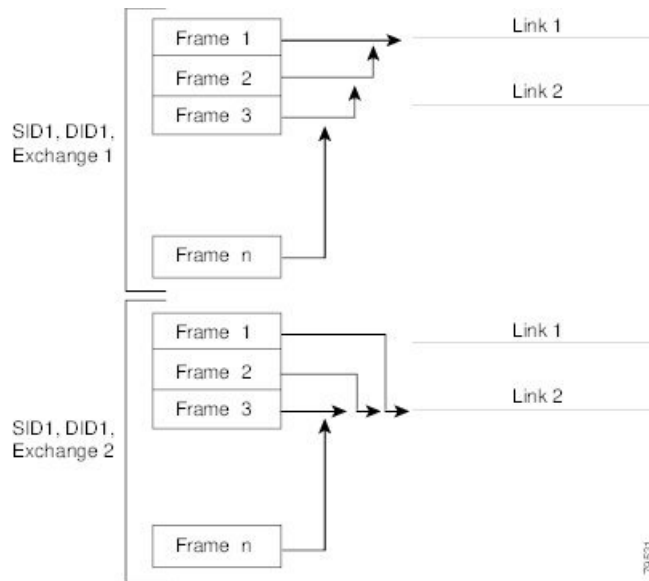 Frame 1
Link 1
Frame 2
Link 2
Frame 3
SID1, DID1,
Exchange 1
Frame n
Frame 1
Link 1
Frame 2
Link 2
Frame 3
SID1, DID1,
Exchange 2
Frame n
79531